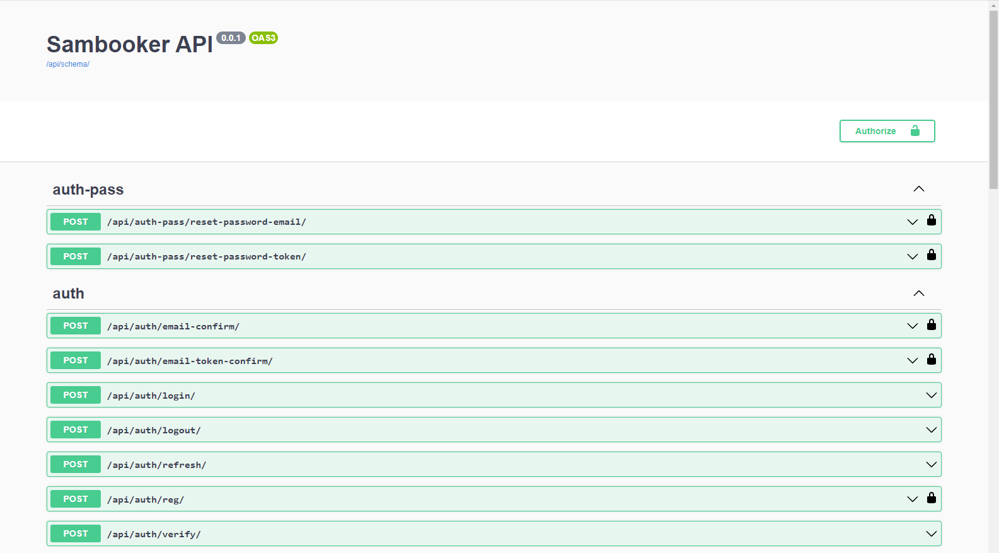 Sambooker API 0.0.1 OAS3
/api/schema/
Authorize
auth-pass
POST /api/auth-pass/reset-password-email/
POST /api/auth-pass/reset-password-token/
auth
POST /api/auth/email-confirm/
POST /api/auth/email-token-confirm/
POST /api/auth/login/
POST /api/auth/logout/
POST /api/auth/refresh/
POST /api/auth/reg/
POST /api/auth/verify/